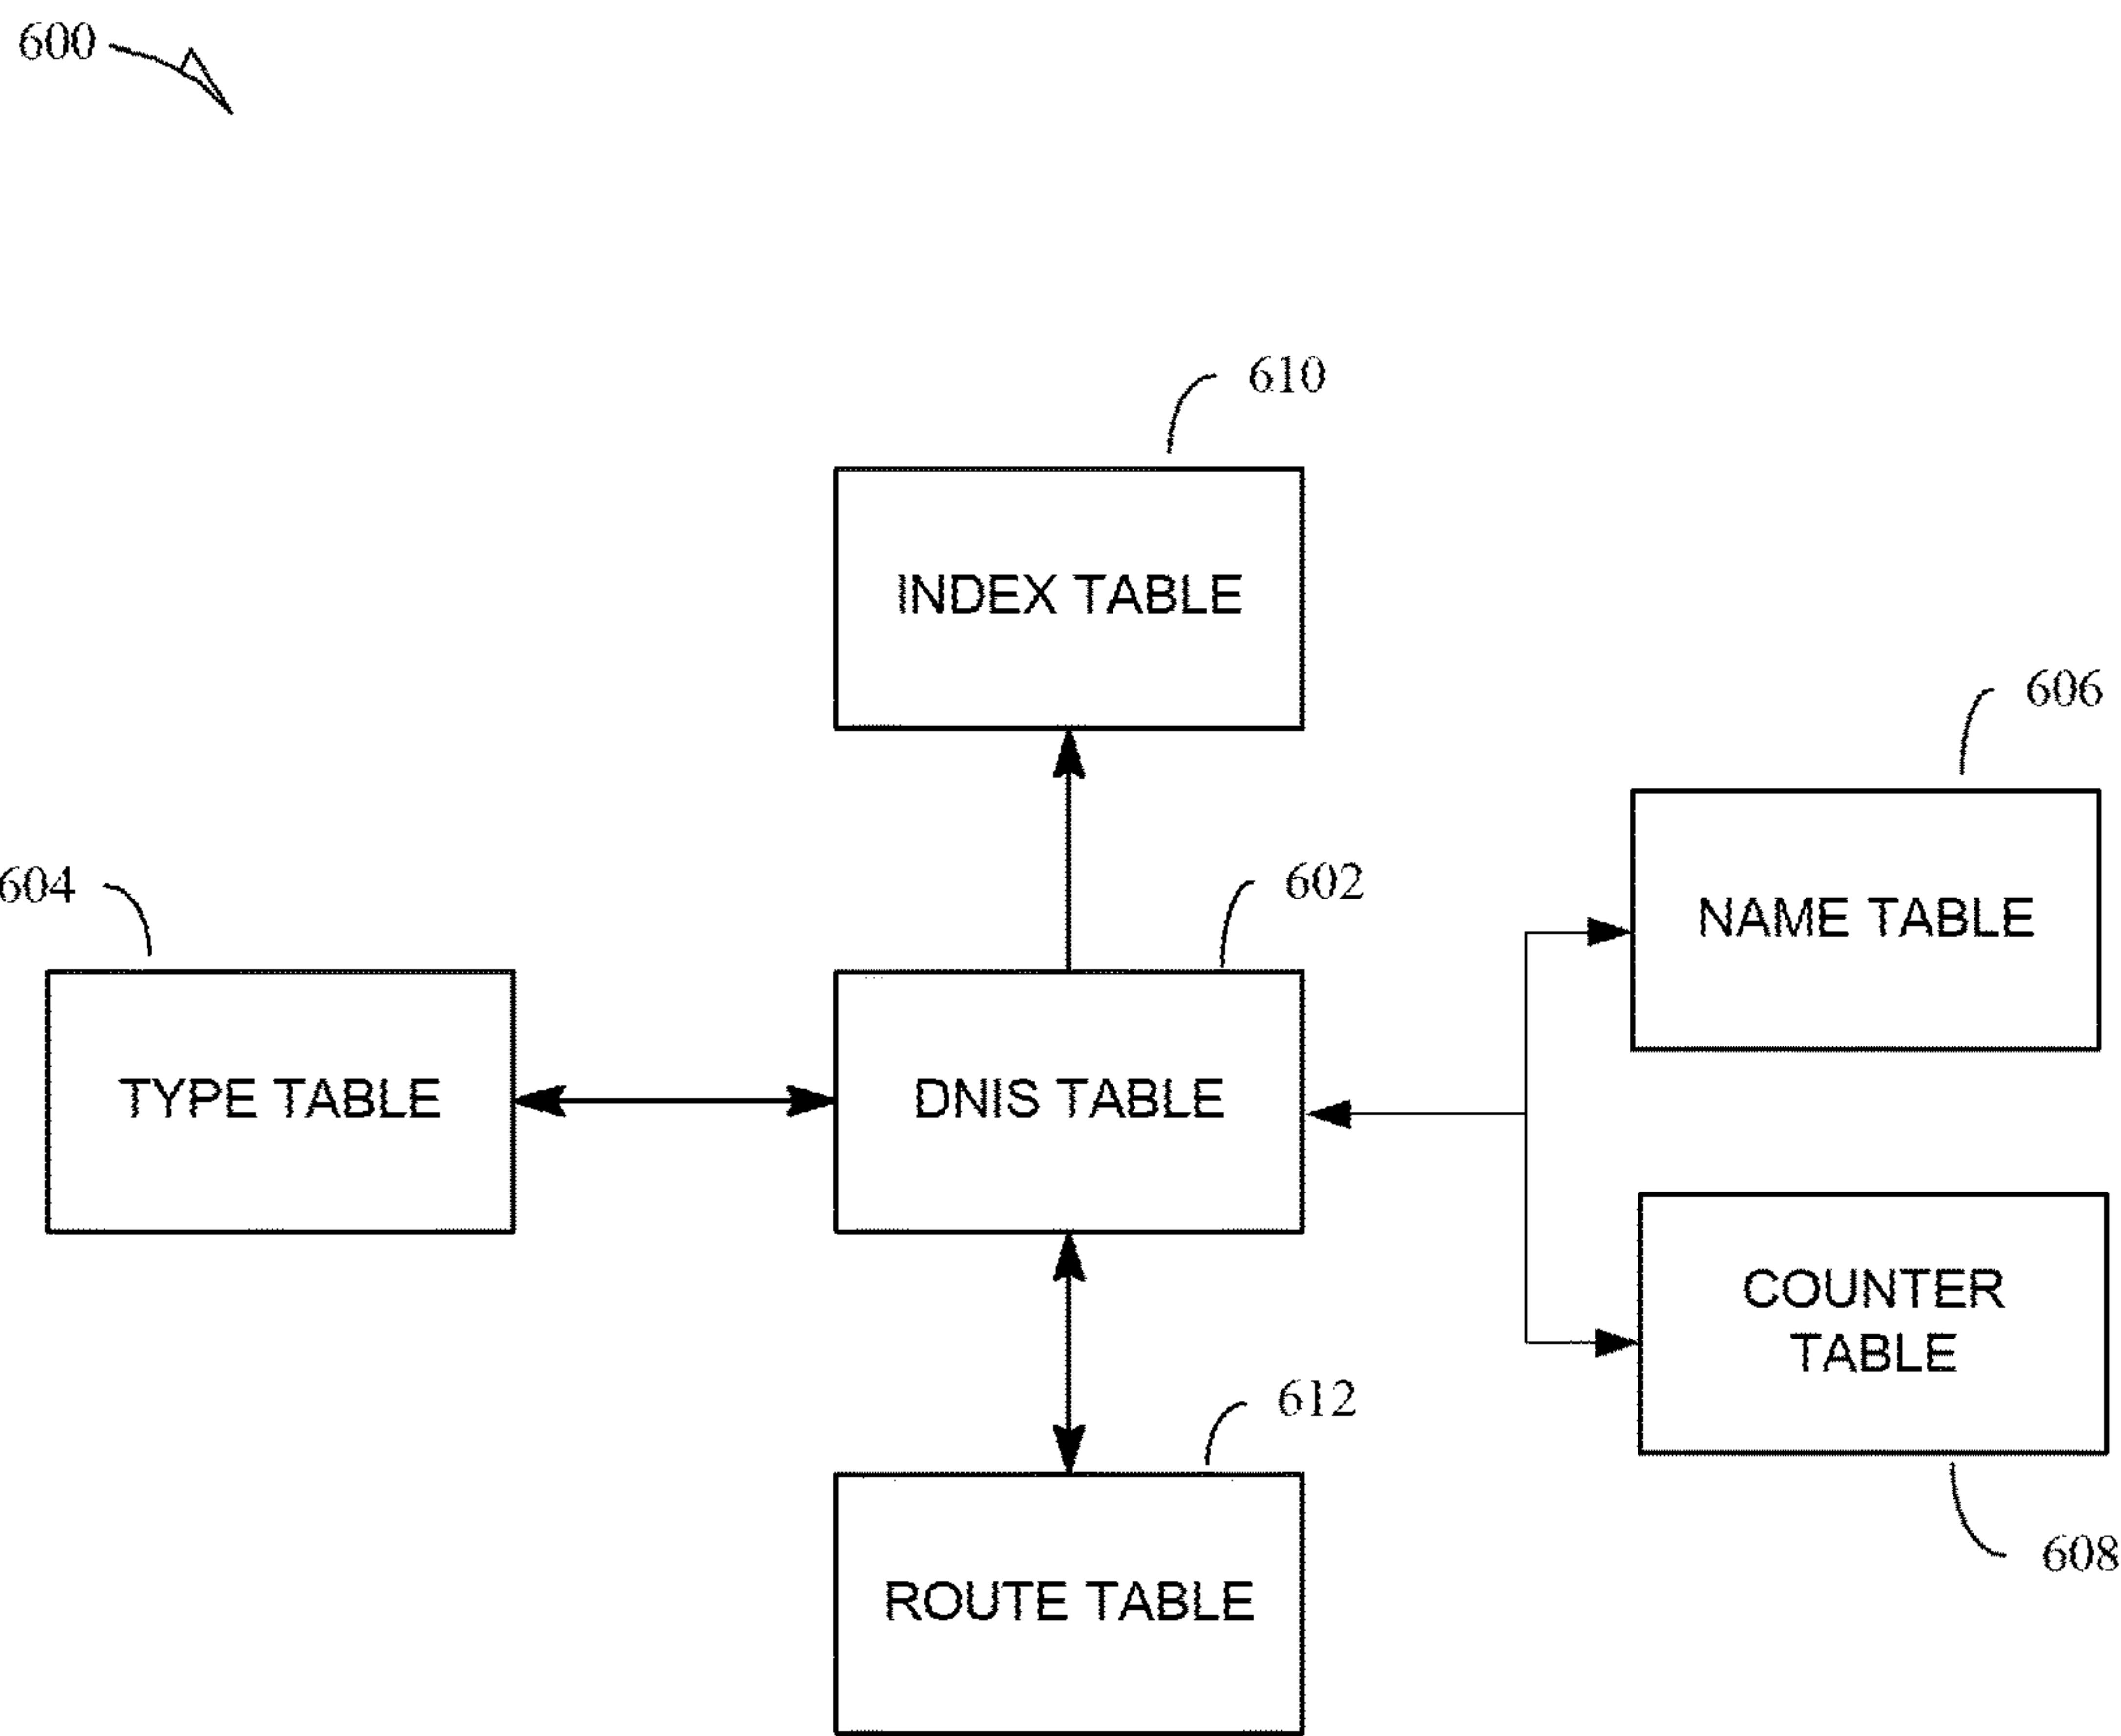 600
610
INDEX TABLE
606
NAME TABLE
604
602
TYPE TABLE
DNIS TABLE
COUNTER
TABLE
612
ROUTE TABLE
608